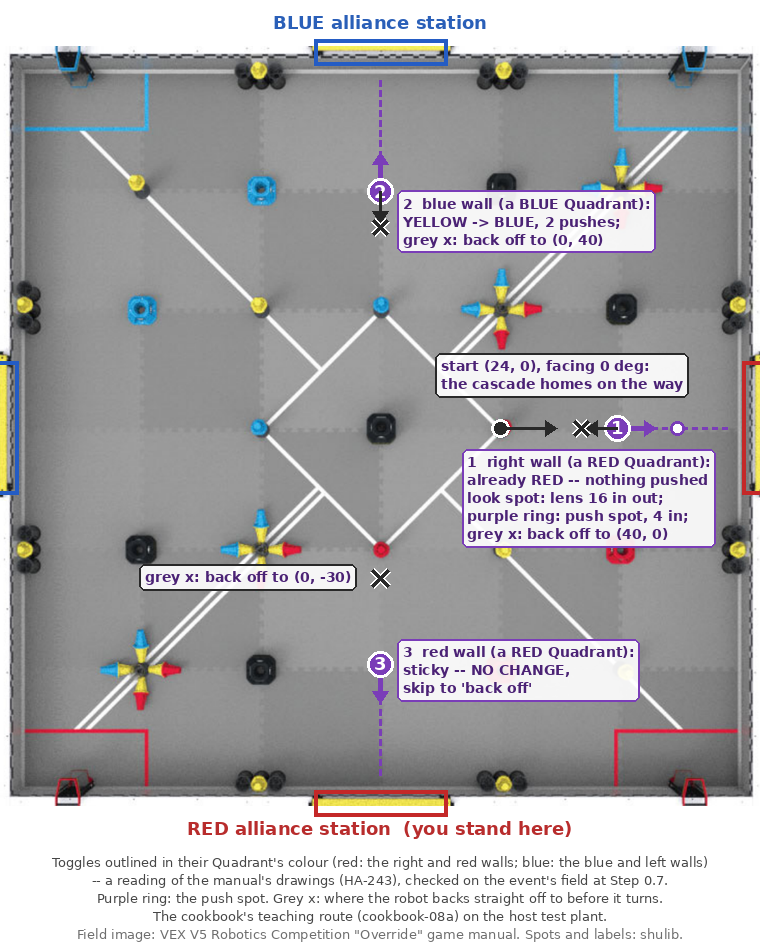 BLUE alliance station
2
2 blue wall (a BLUE Quadrant):
YELLOW -> BLUE, 2 pushes;
grey x: back off to (0, 40)
start (24, 0), facing 0 deg:
the cascade homes on the way
1
1 right wall (a RED Quadrant):
already RED -- nothing pushed
look spot: lens 16 in out;
purple ring: push spot, 4 in;
grey x: back off to (40, 0)
grey x: back off to (0, -30)
3
3 red wall (a RED Quadrant):
sticky -- NO CHANGE,
skip to 'back off'
RED alliance station (you stand here)
Toggles outlined in their Quadrant's colour (red: the right and red walls; blue: the blue and left walls)
-- a reading of the manual's drawings (HA-243), checked on the event's field at Step 0.7.
Purple ring: the push spot. Grey x: where the robot backs straight off to before it turns.
The cookbook's teaching route (cookbook-08a) on the host test plant.
Field image: VEX V5 Robotics Competition "Override" game manual. Spots and labels: shulib.